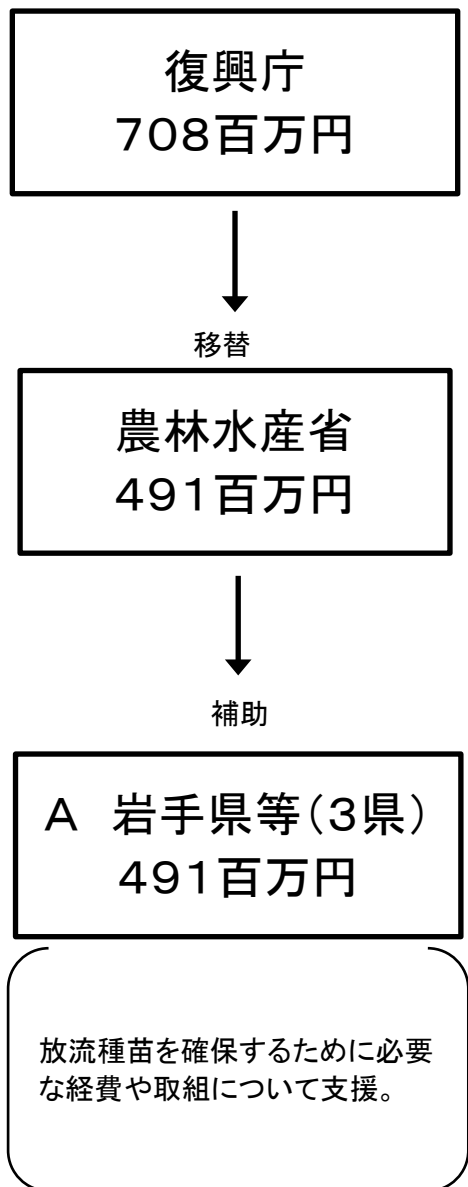 復興庁
708百万円
移替
農林水産省
491百万円
補助
A　岩手県等(3県)
491百万円
放流種苗を確保するために必要
な経費や取組について支援。